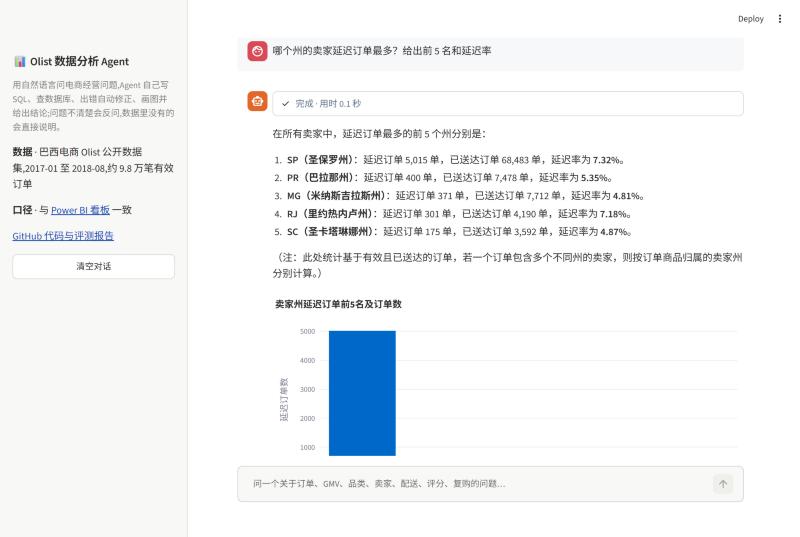 Deploy
Olist 数据分析 Agent
用自然语言问电商经营问题,Agent 自己写
SQL、查数据库、出错自动修正、画图并
给出结论;问题不清楚会反问,数据里没有的
会直接说明。
数据 · 巴西电商 Olist 公开数据
集,2017-01 至 2018-08,约 9.8 万笔有效
订单
口径 · 与 Power BI 看板 一致
GitHub 代码与评测报告
清空对话
哪个州的卖家延迟订单最多？给出前 5 名和延迟率
完成 · 用时 0.1 秒
在所有卖家中，延迟订单最多的前 5 个州分别是：
1. SP（圣保罗州）：延迟订单 5,015 单，已送达订单 68,483 单，延迟率为 7.32%。
2. PR（巴拉那州）：延迟订单 400 单，已送达订单 7,478 单，延迟率为 5.35%。
3. MG（米纳斯吉拉斯州）：延迟订单 371 单，已送达订单 7,712 单，延迟率为 4.81%。
4. RJ（里约热内卢州）：延迟订单 301 单，已送达订单 4,190 单，延迟率为 7.18%。
5. SC（圣卡塔琳娜州）：延迟订单 175 单，已送达订单 3,592 单，延迟率为 4.87%。
（注：此处统计基于有效且已送达的订单，若一个订单包含多个不同州的卖家，则按订单商品归属的卖家州
分别计算。）
卖家州延迟订单前5名及订单数
5000
4000
3000
2000
1000
延迟订单数
问一个关于订单、GMV、品类、卖家、配送、评分、复购的问题…